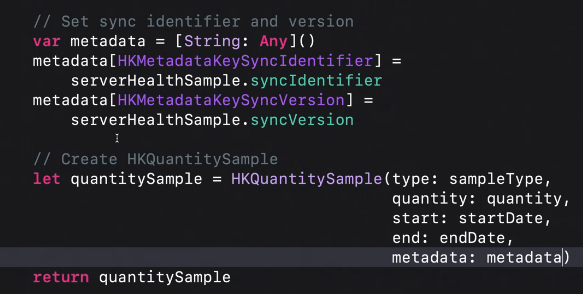 // Set sync identifier and version
var metadata = [String: Any]()
metadata[HKMetadataKeySyncIdentifier] =
    serverHealthSample.syncIdentifier
metadata[HKMetadataKeySyncVersion] =
    serverHealthSample.syncVersion
// Create HKQuantitySample
let quantitySample = HKQuantitySample(type: sampleType,
                                      quantity: quantity,
                                      start: startDate,
                                      end: endDate,
                                      metadata: metadata)
return quantitySample